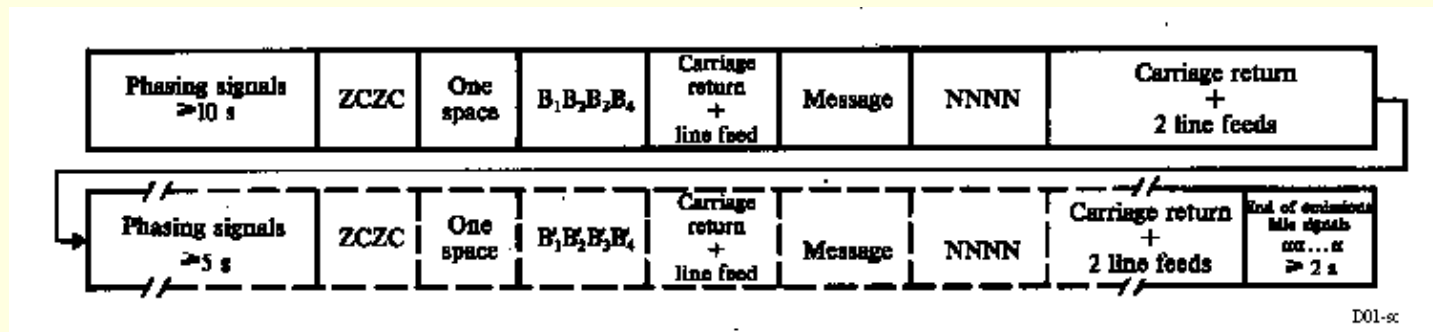 Phasing signals
≥10 s
ZCZC
One
space
B₁B₂B₃B₄
Carriage
return
+
line feed
Message
NNNN
Carriage return
+
2 line feeds
Phasing signals
≥5 s
ZCZC
One
space
B′₁B′₂B′₃B′₄
Carriage
return
+
line feed
Message
NNNN
Carriage return
+
2 line feeds
End of emissions
Idle signals
αα...α
≥ 2 s
D01-sc